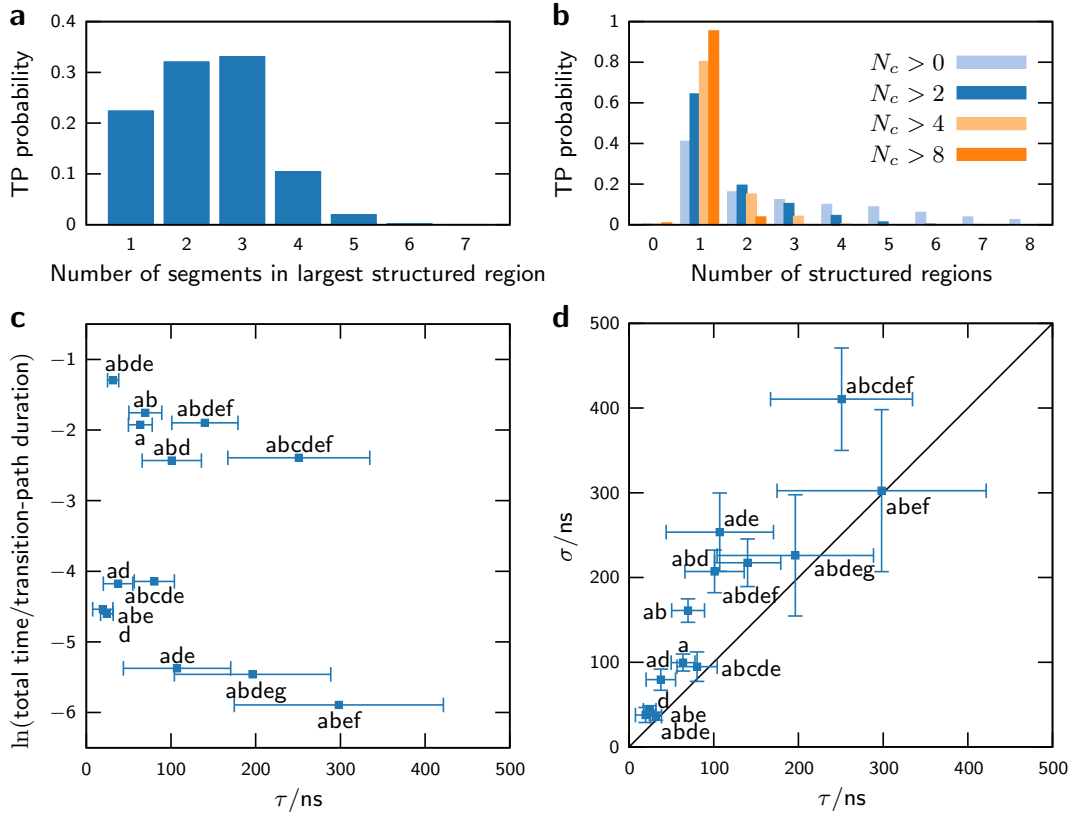 a
TP probability
0.4
0.3
0.2
0.1
0
1 2 3 4 5 6 7
Number of segments in largest structured region
b
TP probability
1
0.8
0.6
0.4
0.2
0
N_c > 0
N_c > 2
N_c > 4
N_c > 8
0 1 2 3 4 5 6 7 8
Number of structured regions
c
ln(total time/transition-path duration)
−1
−2
−3
−4
−5
−6
abde
ab
a
abdef
abd
abcdef
ad
abcde
abe
d
ade
abdeg
abef
0 100 200 300 400 500
τ/ns
d
σ/ns
500
400
300
200
100
0
abcdef
abef
ade
abd
abdeg
abdef
ab
a
ad
abcde
d
abe
abde
0 100 200 300 400 500
τ/ns